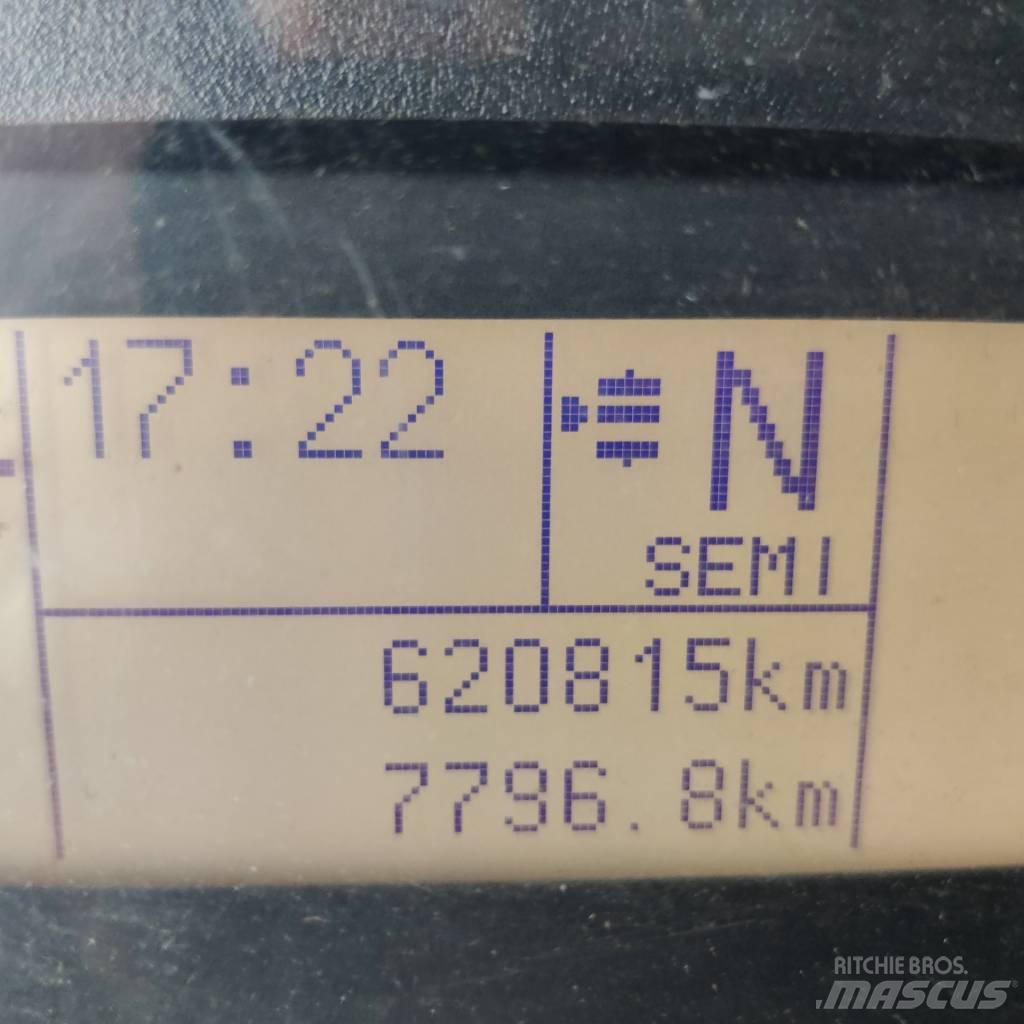 17:22
N
SEMI
620815km
7796.8km
RITCHIE BROS.
MASCUS